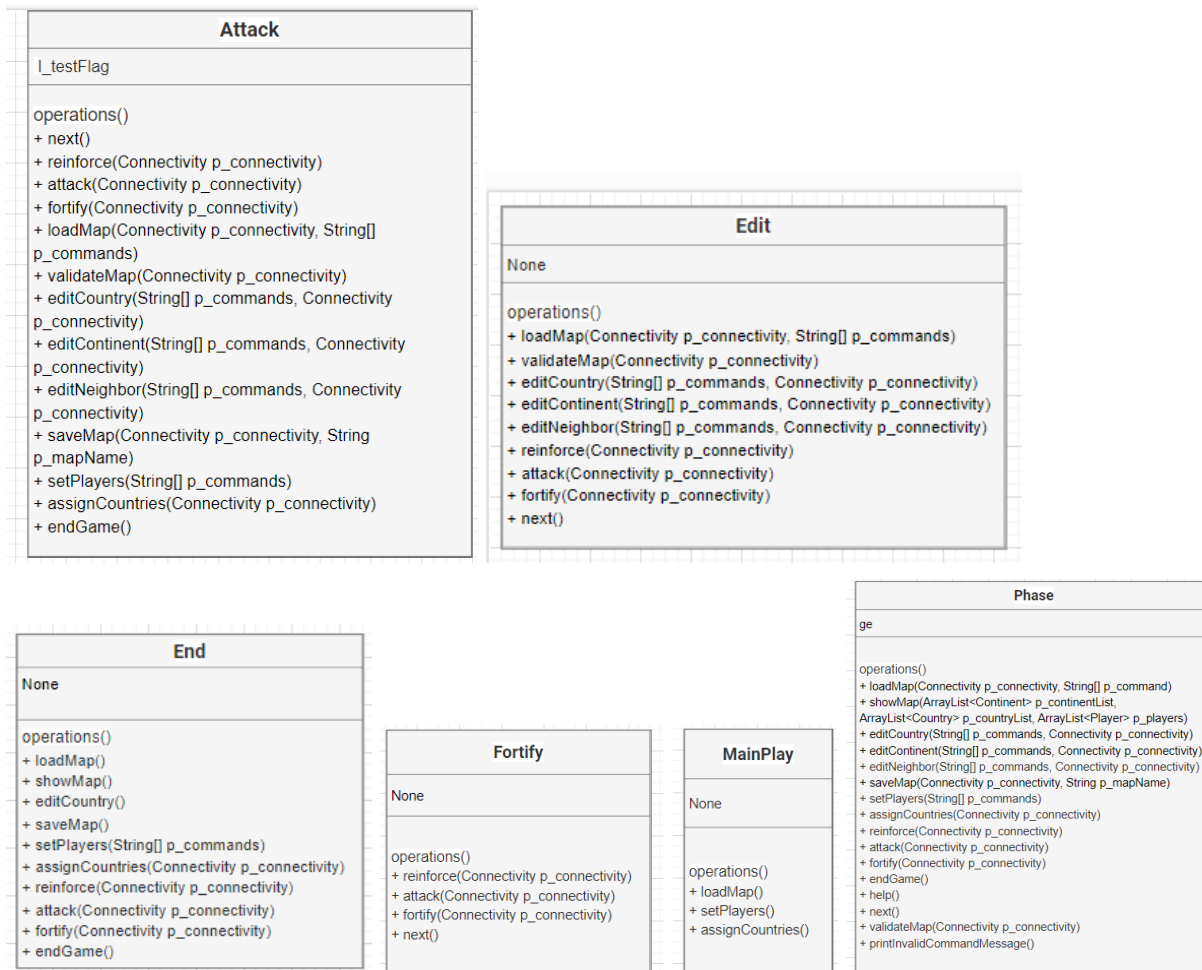 Attack
l_testFlag
operations()
+ next()
+ reinforce(Connectivity p_connectivity)
+ attack(Connectivity p_connectivity)
+ fortify(Connectivity p_connectivity)
+ loadMap(Connectivity p_connectivity, String[]
p_commands)
+ validateMap(Connectivity p_connectivity)
+ editCountry(String[] p_commands, Connectivity
p_connectivity)
+ editContinent(String[] p_commands, Connectivity
p_connectivity)
+ editNeighbor(String[] p_commands, Connectivity
p_connectivity)
+ saveMap(Connectivity p_connectivity, String
p_mapName)
+ setPlayers(String[] p_commands)
+ assignCountries(Connectivity p_connectivity)
+ endGame()
Edit
None
operations()
+ loadMap(Connectivity p_connectivity, String[] p_commands)
+ validateMap(Connectivity p_connectivity)
+ editCountry(String[] p_commands, Connectivity p_connectivity)
+ editContinent(String[] p_commands, Connectivity p_connectivity)
+ editNeighbor(String[] p_commands, Connectivity p_connectivity)
+ reinforce(Connectivity p_connectivity)
+ attack(Connectivity p_connectivity)
+ fortify(Connectivity p_connectivity)
+ next()
End
None
operations()
+ loadMap()
+ showMap()
+ editCountry()
+ saveMap()
+ setPlayers(String[] p_commands)
+ assignCountries(Connectivity p_connectivity)
+ reinforce(Connectivity p_connectivity)
+ attack(Connectivity p_connectivity)
+ fortify(Connectivity p_connectivity)
+ endGame()
Fortify
None
operations()
+ reinforce(Connectivity p_connectivity)
+ attack(Connectivity p_connectivity)
+ fortify(Connectivity p_connectivity)
+ next()
MainPlay
None
operations()
+ loadMap()
+ setPlayers()
+ assignCountries()
Phase
ge
operations()
+ loadMap(Connectivity p_connectivity, String[] p_command)
+ showMap(ArrayList<Continent> p_continentList,
ArrayList<Country> p_countryList, ArrayList<Player> p_players)
+ editCountry(String[] p_commands, Connectivity p_connectivity)
+ editContinent(String[] p_commands, Connectivity p_connectivity)
+ editNeighbor(String[] p_commands, Connectivity p_connectivity)
+ saveMap(Connectivity p_connectivity, String p_mapName)
+ setPlayers(String[] p_commands)
+ assignCountries(Connectivity p_connectivity)
+ reinforce(Connectivity p_connectivity)
+ attack(Connectivity p_connectivity)
+ fortify(Connectivity p_connectivity)
+ endGame()
+ help()
+ next()
+ validateMap(Connectivity p_connectivity)
+ printInvalidCommandMessage()